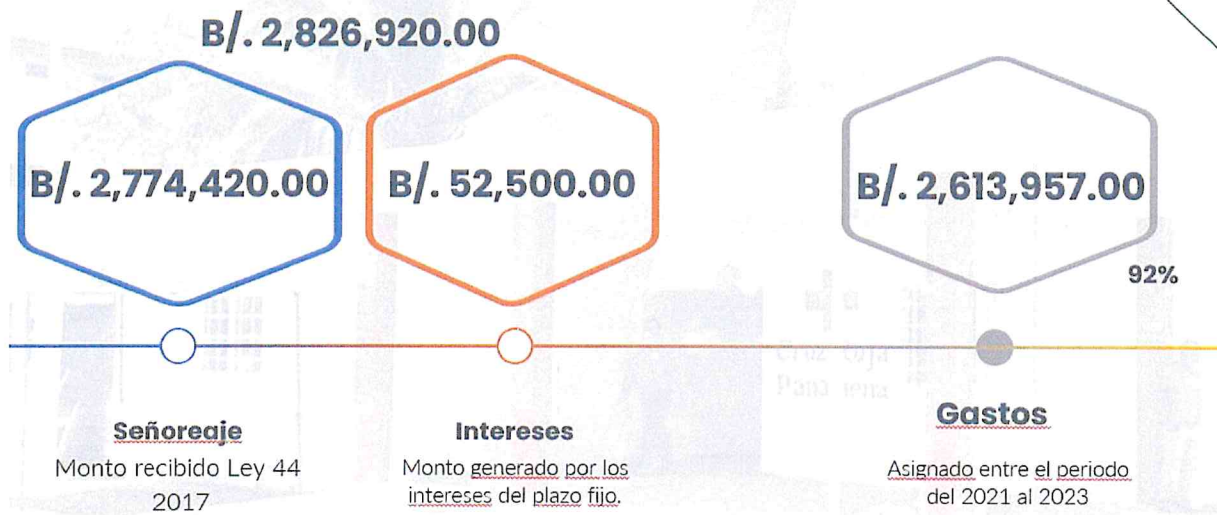 B/. 2,826,920.00
B/. 2,774,420.00
B/. 52,500.00
B/. 2,613,957.00
92%
Cruz Roja
Señoreaje
Monto recibido Ley 44
2017
Intereses
Monto generado por los
intereses del plazo fijo.
Gastos
Asignado entre el periodo
del 2021 al 2023